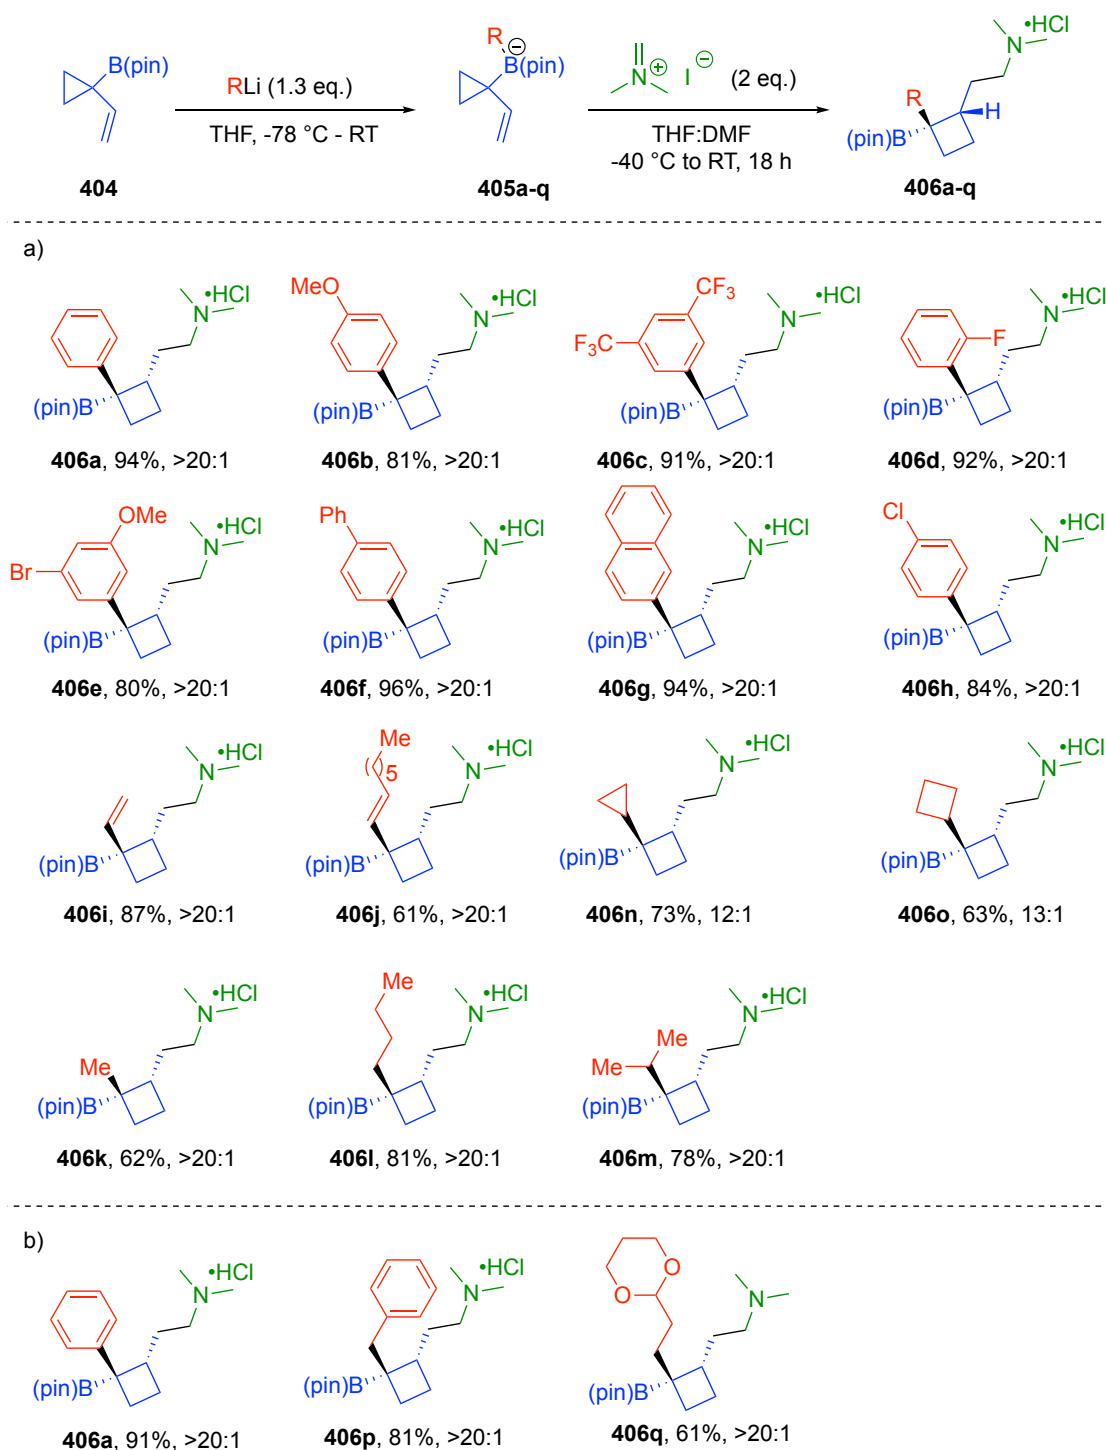 B(pin)
RLi (1.3 eq.)
THF, -78 °C - RT
404
R
⊖
B(pin)
405a-q
N ⊕ I ⊖ (2 eq.)
THF:DMF
-40 °C to RT, 18 h
N •HCl
R
H
(pin)B
406a-q
a)
N •HCl
(pin)B
406a, 94%, >20:1
MeO
N •HCl
(pin)B
406b, 81%, >20:1
CF3
F3C
N •HCl
(pin)B
406c, 91%, >20:1
F
N •HCl
(pin)B
406d, 92%, >20:1
OMe
Br
N •HCl
(pin)B
406e, 80%, >20:1
Ph
N •HCl
(pin)B
406f, 96%, >20:1
N •HCl
(pin)B
406g, 94%, >20:1
Cl
N •HCl
(pin)B
406h, 84%, >20:1
N •HCl
(pin)B
406i, 87%, >20:1
Me
( )5
N •HCl
(pin)B
406j, 61%, >20:1
N •HCl
(pin)B
406n, 73%, 12:1
N •HCl
(pin)B
406o, 63%, 13:1
N •HCl
Me
(pin)B
406k, 62%, >20:1
Me
N •HCl
(pin)B
406l, 81%, >20:1
Me
Me
N •HCl
(pin)B
406m, 78%, >20:1
b)
N •HCl
(pin)B
406a, 91%, >20:1
N •HCl
(pin)B
406p, 81%, >20:1
O
O
N
(pin)B
406q, 61%, >20:1